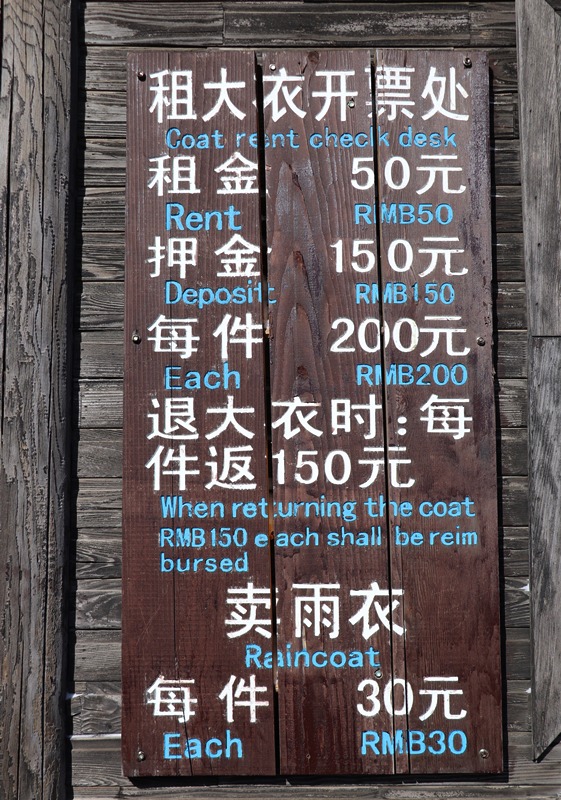 租大衣开票处
Coat rent check desk
租金 50元
Rent RMB50
押金 150元
Deposit RMB150
每件 200元
Each RMB200
退大衣时:每
件返150元
When returning the coat
RMB150 each shall be reim
bursed
卖雨衣
Raincoat
每件 30元
Each RMB30